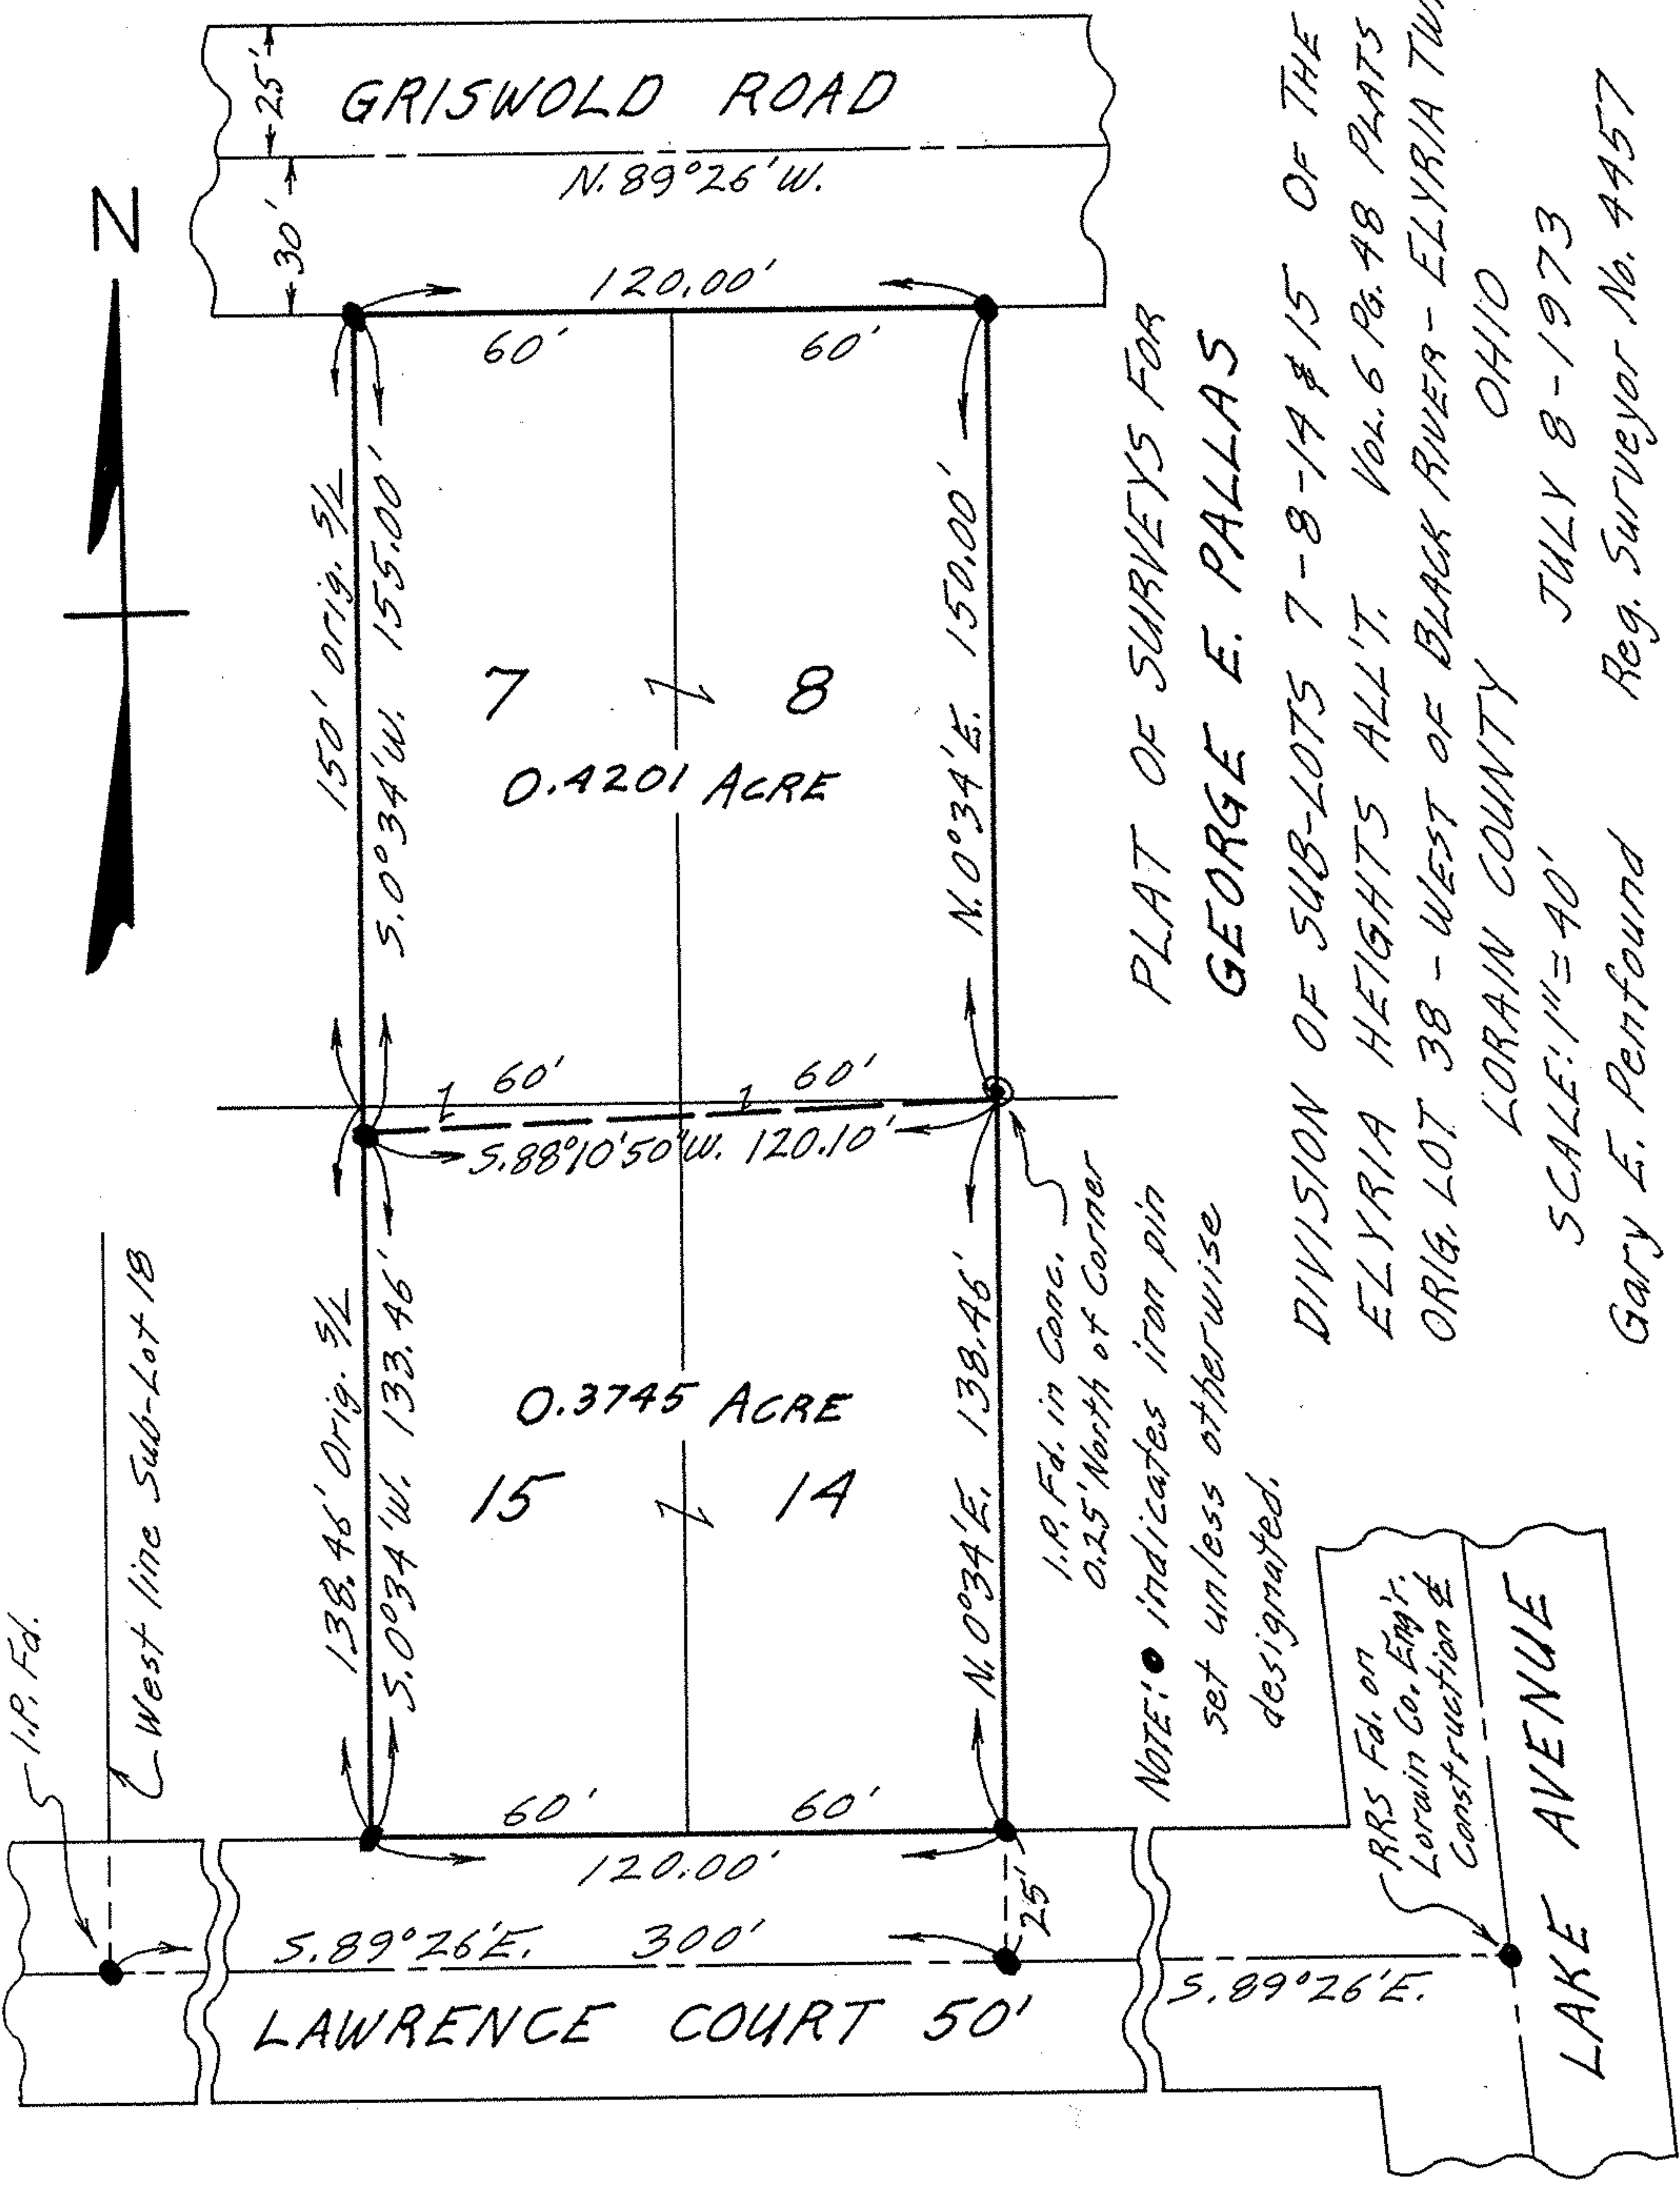 N
25'
GRISWOLD ROAD
N. 89°26'W.
30'
120.00'
60'
60'
150' Orig. S/L
S.0°34'W. 155.00'
N.0°34'E. 150.00'
7
8
0.4201 ACRE
60'
60'
S.88°10'50"W. 120.10'
I.P. Fd. in Conc.
0.25' North of Corner
138.46' Orig. S/L
S.0°34'W. 133.46'
N.0°34'E. 138.46'
0.3745 ACRE
15
14
60'
60'
120.00'
I.P. Fd.
West line Sub-Lot 18
S.89°26'E. 300'
25'
LAWRENCE COURT 50'
S.89°26'E.
RRS Fd. on
Lorain Co. Eng'r.
Construction ℄
LAKE AVENUE
NOTE: ● indicates iron pin
set unless otherwise
designated.
PLAT OF SURVEYS FOR
GEORGE E. PALLAS
DIVISION OF SUB-LOTS 7-8-14 & 15 OF THE
ELYRIA HEIGHTS ALL'T. VOL. 6 PG. 48 PLATS
ORIG. LOT 38 - WEST OF BLACK RIVER - ELYRIA TW
LORAIN COUNTY OHIO
SCALE: 1"=40' JULY 8-1973
Gary E. Penfound Reg. Surveyor No. 4457